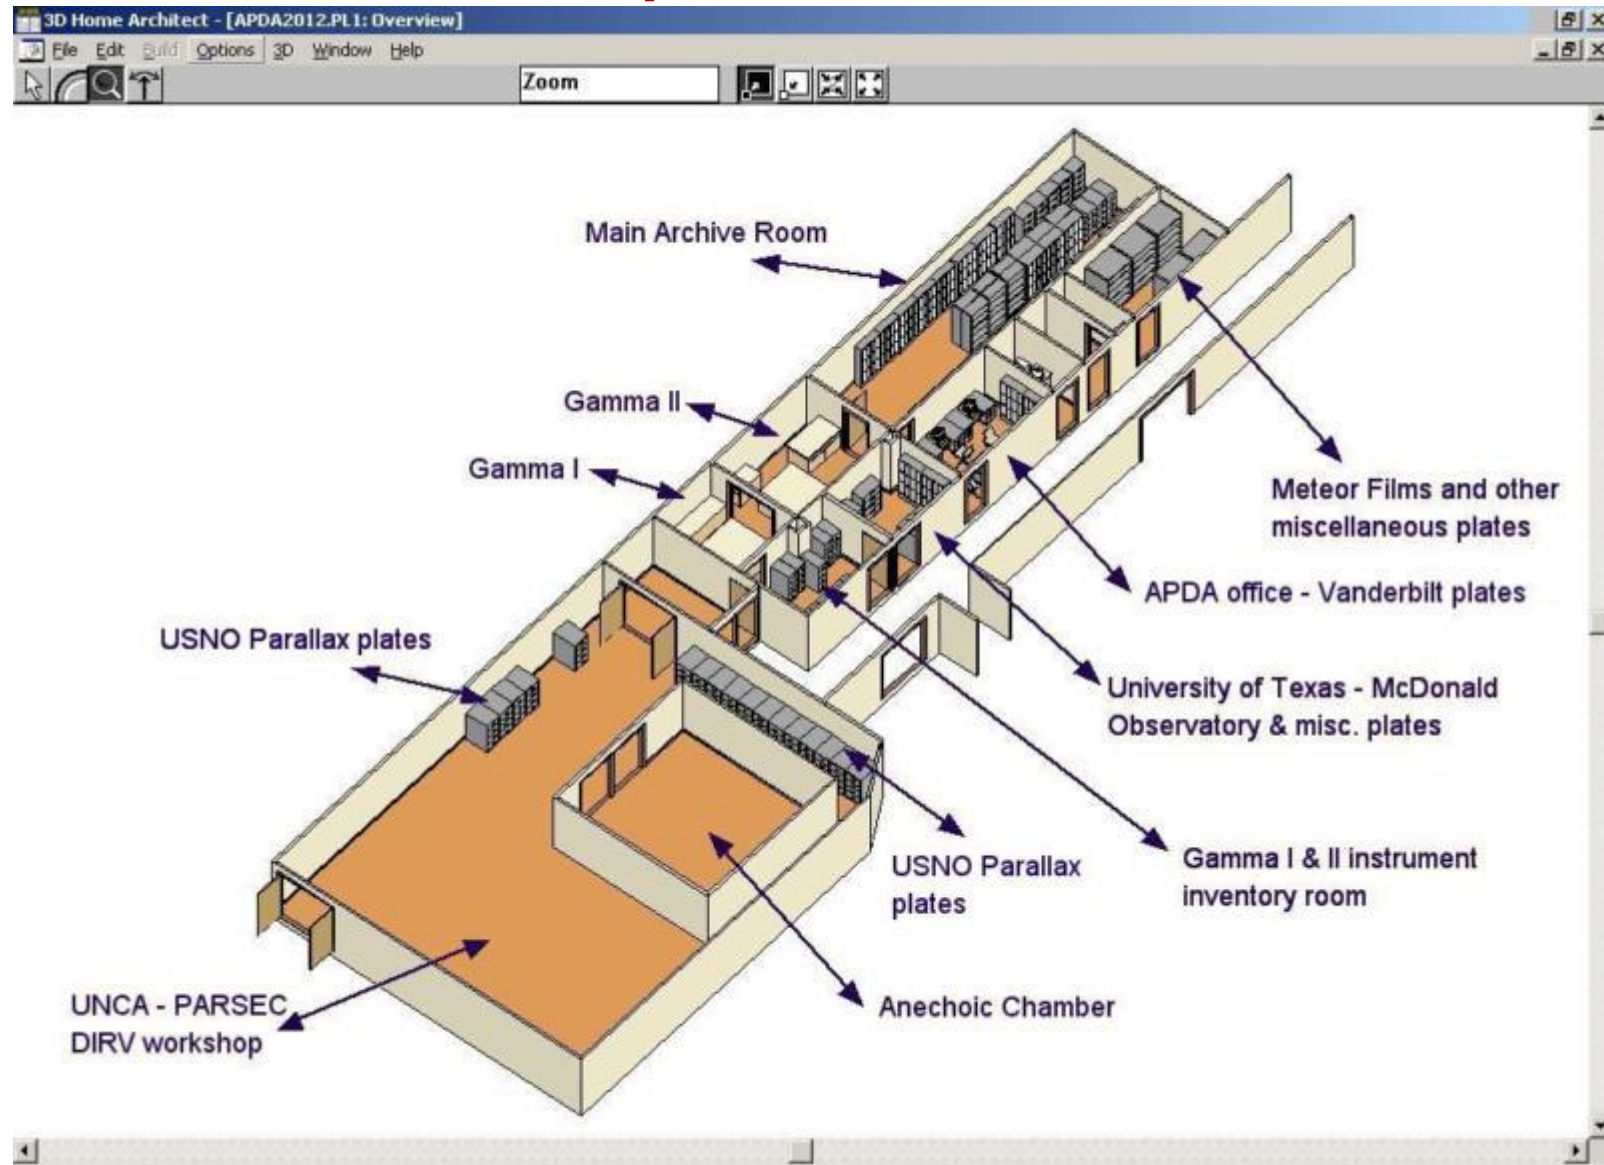 3D Home Architect - [APDA2012.PL1: Overview]
File Edit Build Options 3D Window Help
Zoom
Main Archive Room
Gamma II
Gamma I
Meteor Films and other
miscellaneous plates
APDA office - Vanderbilt plates
USNO Parallax plates
University of Texas - McDonald
Observatory & misc. plates
USNO Parallax
plates
Gamma I & II instrument
inventory room
UNCA - PARSEC
DIRV workshop
Anechoic Chamber